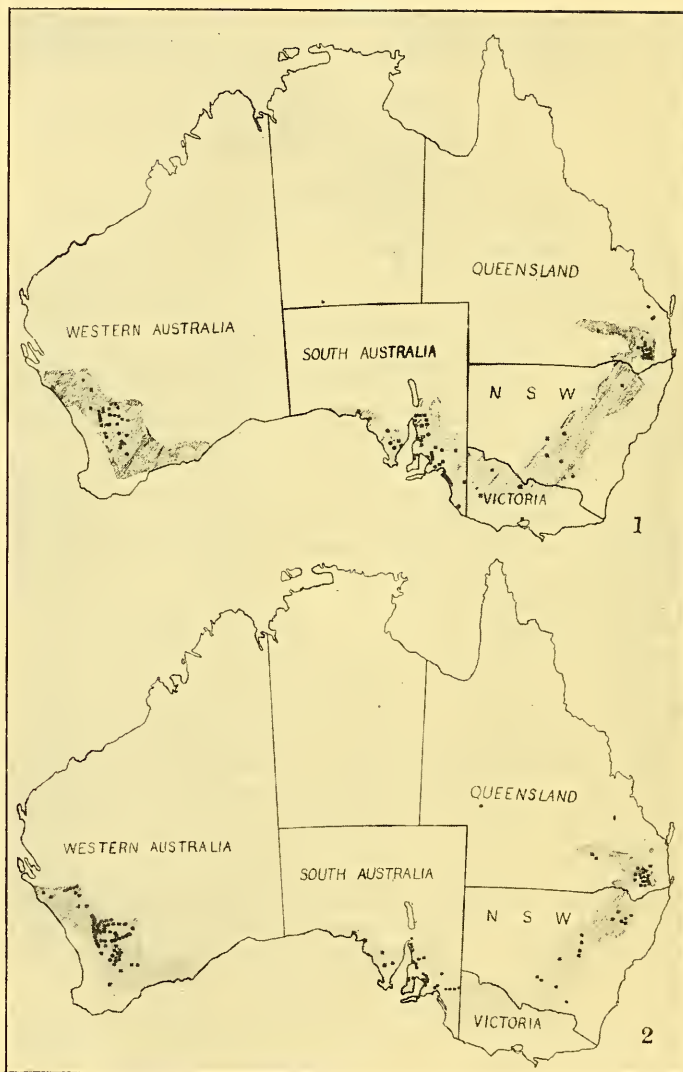 QUEENSLAND
WESTERN AUSTRALIA
SOUTH AUSTRALIA
N S W
VICTORIA
1
QUEENSLAND
WESTERN AUSTRALIA
SOUTH AUSTRALIA
N S W
VICTORIA
2